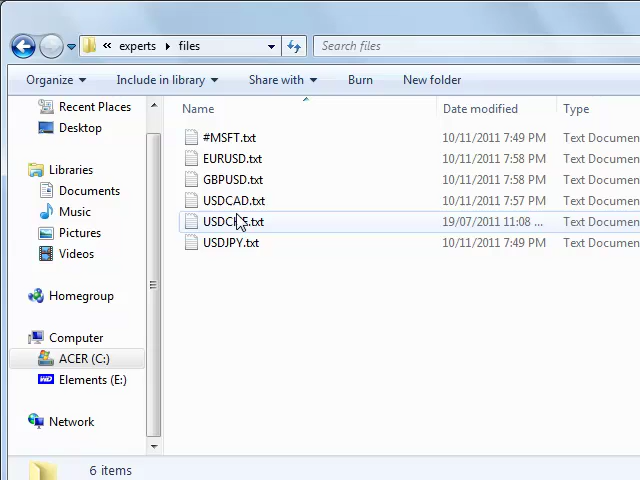 « experts files
Search files
Organize Include in library Share with Burn New folder
Name Date modified Type
#MSFT.txt 10/11/2011 7:49 PM Text Documen
EURUSD.txt 10/11/2011 7:58 PM Text Documen
GBPUSD.txt 10/11/2011 7:58 PM Text Documen
USDCAD.txt 10/11/2011 7:57 PM Text Documen
19/07/2011 11:08 ... Text Documen
USDJPY.txt 10/11/2011 7:49 PM Text Documen
Recent Places
Desktop
Libraries
Documents
Music
Pictures
Videos
Homegroup
Computer
ACER (C:)
Elements (E:)
Network
6 items